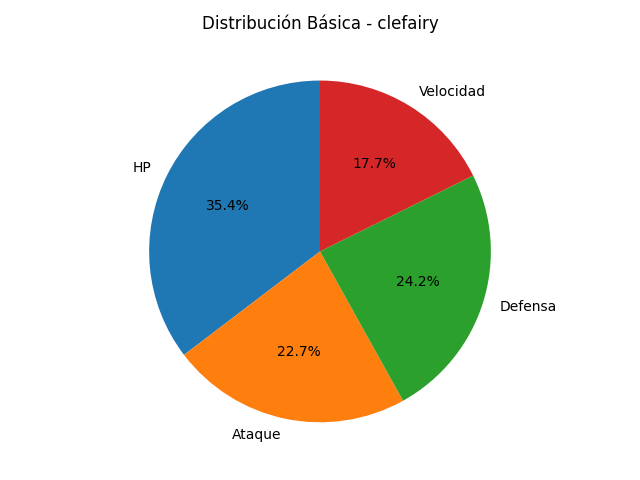 Distribución Básica - clefairy
Velocidad
HP
17.7%
35.4%
24.2%
Defensa
22.7%
Ataque